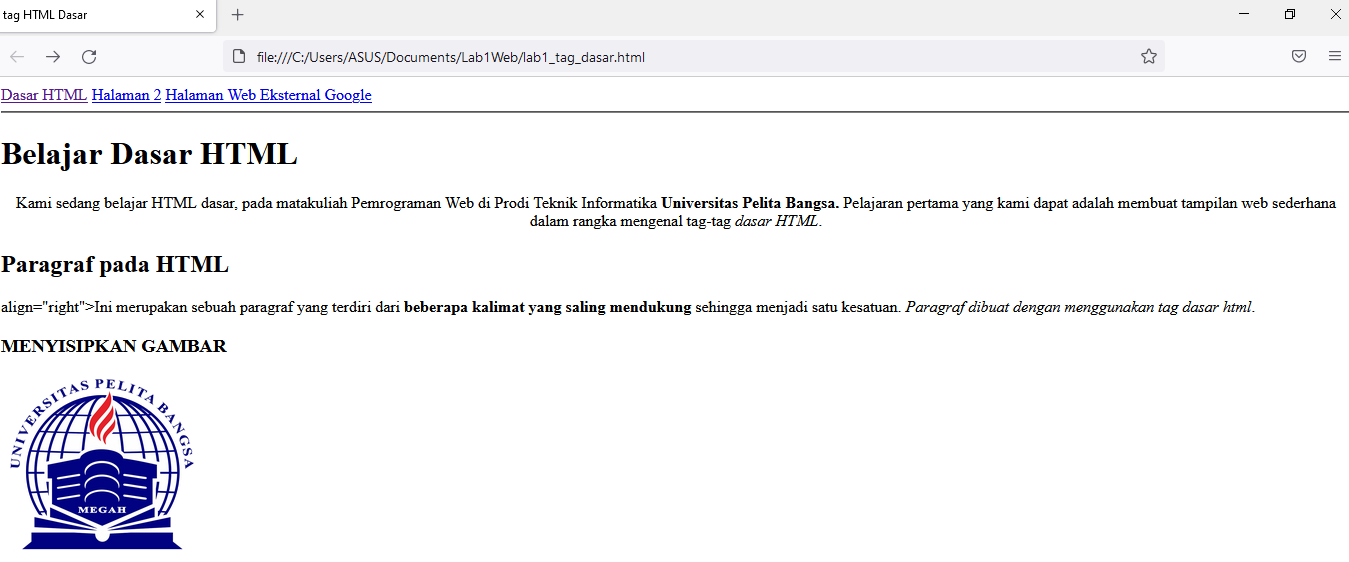 tag HTML Dasar
file:///C:/Users/ASUS/Documents/Lab1Web/lab1_tag_dasar.html
Dasar HTML Halaman 2 Halaman Web Eksternal Google
Belajar Dasar HTML
Kami sedang belajar HTML dasar, pada matakuliah Pemrograman Web di Prodi Teknik Informatika Universitas Pelita Bangsa. Pelajaran pertama yang kami dapat adalah membuat tampilan web sederhana
dalam rangka mengenal tag-tag dasar HTML.
Paragraf pada HTML
align="right">Ini merupakan sebuah paragraf yang terdiri dari beberapa kalimat yang saling mendukung sehingga menjadi satu kesatuan. Paragraf dibuat dengan menggunakan tag dasar html.
MENYISIPKAN GAMBAR
UNIVERSITAS PELITA BANGSA
MEGAH